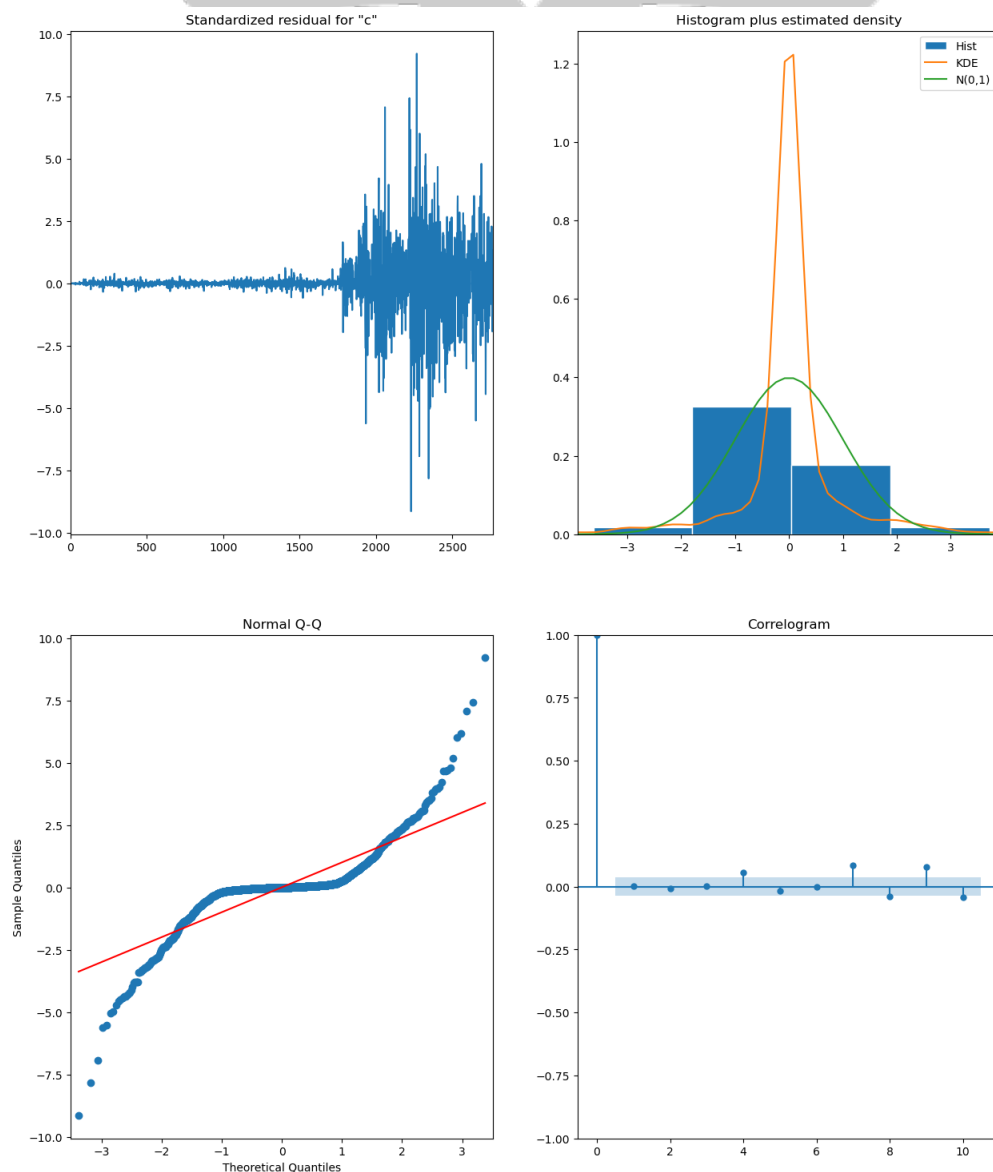 Standardized residual for "c"
10.0
7.5
5.0
2.5
0.0
−2.5
−5.0
−7.5
−10.0
0 500 1000 1500 2000 2500
Histogram plus estimated density
Hist
KDE
N(0,1)
1.2
1.0
0.8
0.6
0.4
0.2
0.0
−3 −2 −1 0 1 2 3
Normal Q-Q
Sample Quantiles
10.0
7.5
5.0
2.5
0.0
−2.5
−5.0
−7.5
−10.0
−3 −2 −1 0 1 2 3
Theoretical Quantiles
Correlogram
1.00
0.75
0.50
0.25
0.00
−0.25
−0.50
−0.75
−1.00
0 2 4 6 8 10